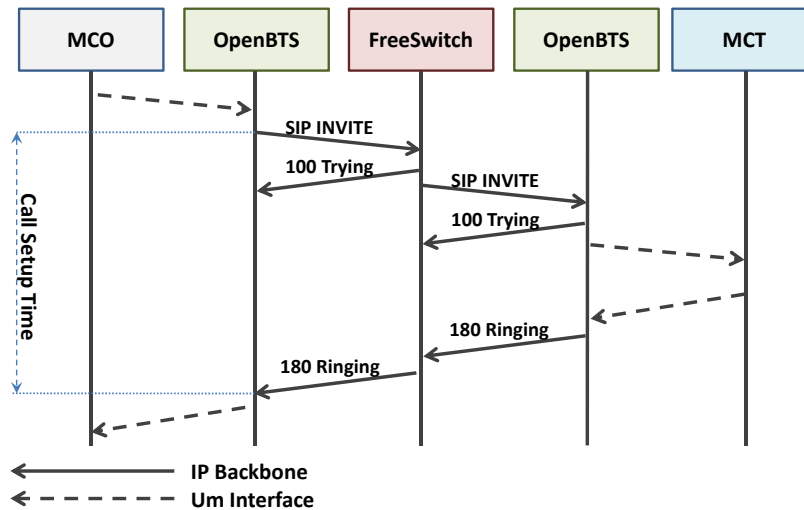 MCO
OpenBTS
FreeSwitch
OpenBTS
MCT
SIP INVITE
100 Trying
SIP INVITE
100 Trying
Call Setup Time
180 Ringing
180 Ringing
IP Backbone
Um Interface